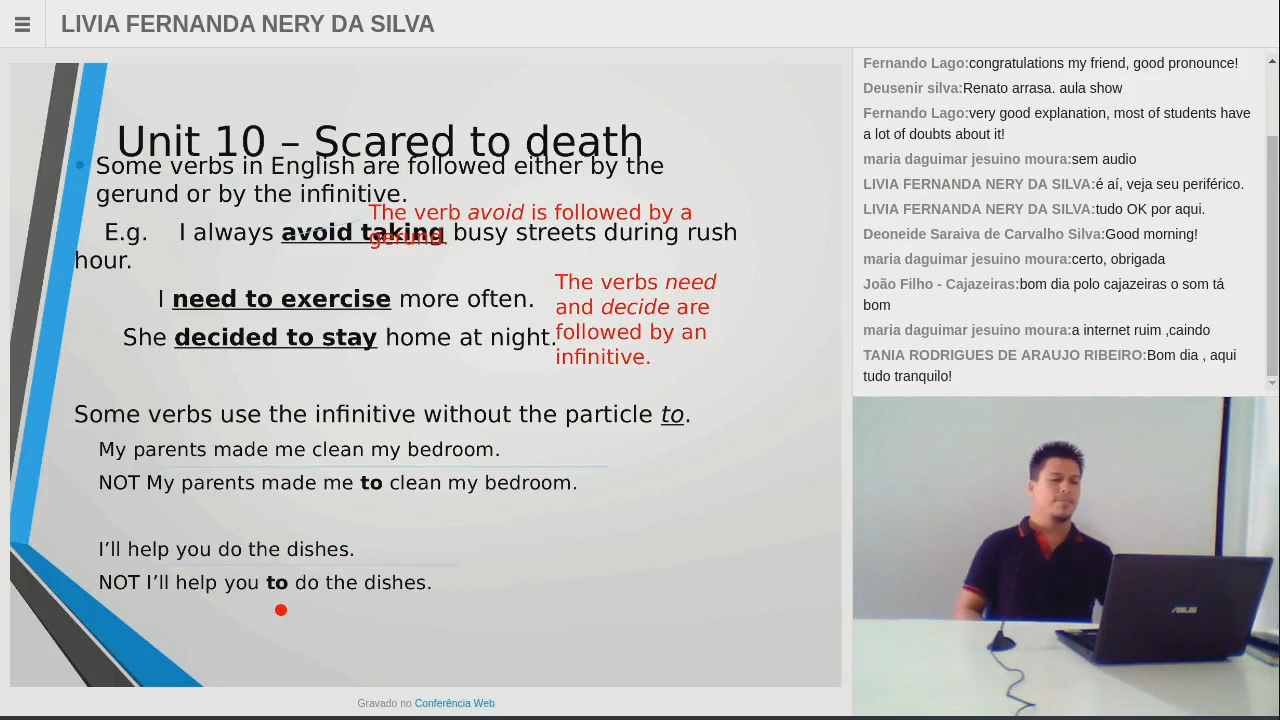 LIVIA FERNANDA NERY DA SILVA
Unit 10 – Scared to death
• Some verbs in English are followed either by the
gerund or by the infinitive.
The verb avoid is followed by a
gerund.
E.g. I always avoid taking busy streets during rush
hour.
The verbs need
and decide are
followed by an
infinitive.
I need to exercise more often.
She decided to stay home at night.
Some verbs use the infinitive without the particle to.
My parents made me clean my bedroom.
NOT My parents made me to clean my bedroom.
I’ll help you do the dishes.
NOT I’ll help you to do the dishes.
Gravado no Conferência Web
Fernando Lago:congratulations my friend, good pronounce!
Deusenir silva:Renato arrasa. aula show
Fernando Lago:very good explanation, most of students have
a lot of doubts about it!
maria daguimar jesuino moura:sem audio
LIVIA FERNANDA NERY DA SILVA:é aí, veja seu periférico.
LIVIA FERNANDA NERY DA SILVA:tudo OK por aqui.
Deoneide Saraiva de Carvalho Silva:Good morning!
maria daguimar jesuino moura:certo, obrigada
João Filho - Cajazeiras:bom dia polo cajazeiras o som tá
bom
maria daguimar jesuino moura:a internet ruim ,caindo
TANIA RODRIGUES DE ARAUJO RIBEIRO:Bom dia , aqui
tudo tranquilo!
ASUS